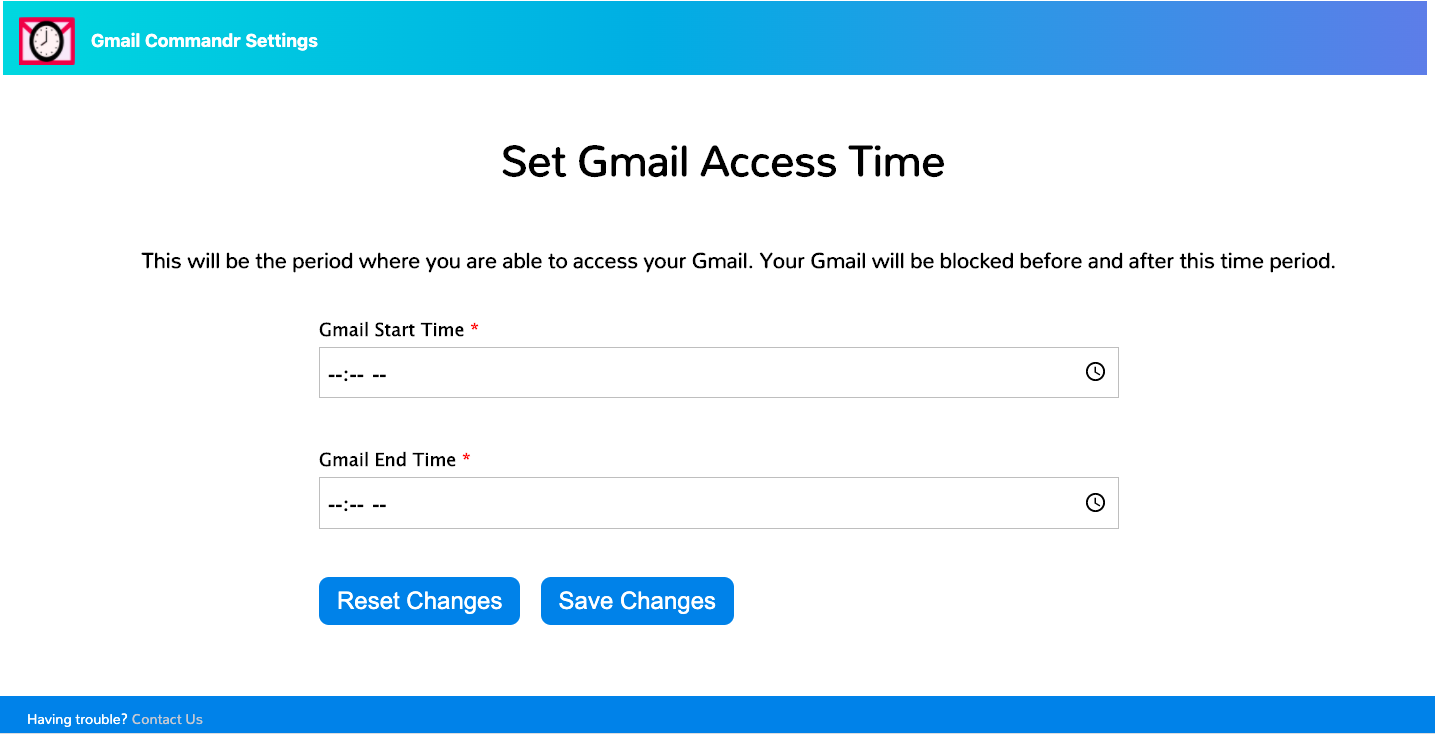 Gmail Commandr Settings
Set Gmail Access Time
This will be the period where you are able to access your Gmail. Your Gmail will be blocked before and after this time period.
Gmail Start Time *
--:-- --
Gmail End Time *
--:-- --
Reset Changes Save Changes
Having trouble? Contact Us